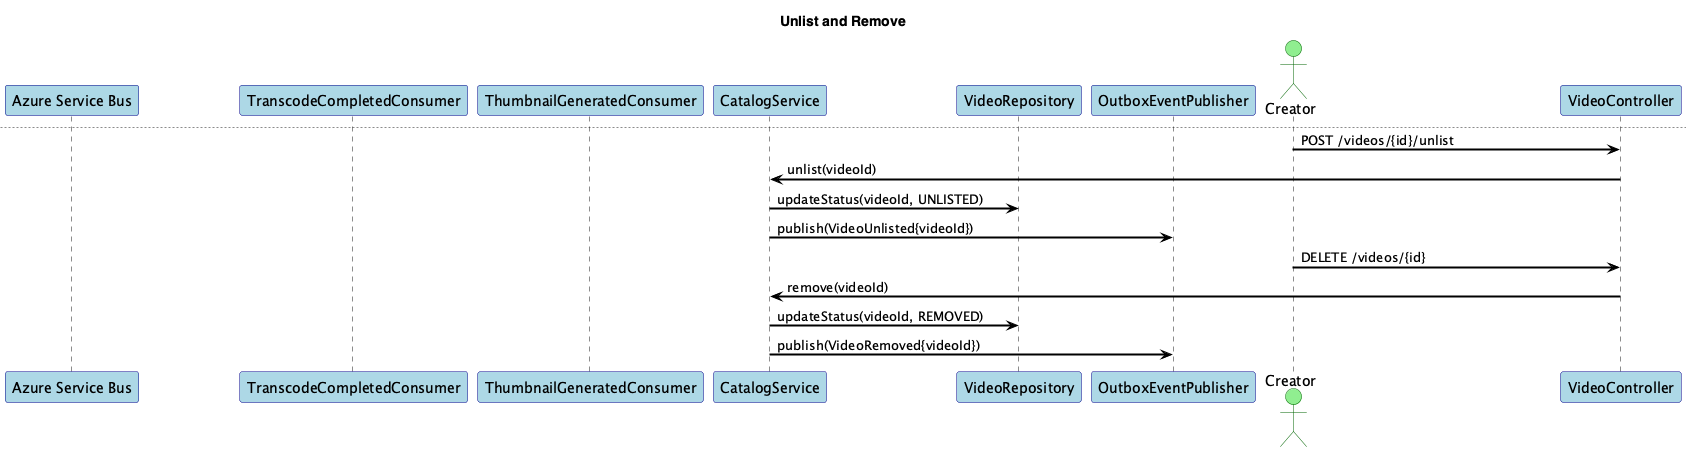 Unlist and Remove
Azure Service Bus
TranscodeCompletedConsumer
ThumbnailGeneratedConsumer
CatalogService
VideoRepository
OutboxEventPublisher
Creator
VideoController
POST /videos/{id}/unlist
unlist(videoId)
updateStatus(videoId, UNLISTED)
publish(VideoUnlisted{videoId})
DELETE /videos/{id}
remove(videoId)
updateStatus(videoId, REMOVED)
publish(VideoRemoved{videoId})
Azure Service Bus
TranscodeCompletedConsumer
ThumbnailGeneratedConsumer
CatalogService
VideoRepository
OutboxEventPublisher
Creator
VideoController